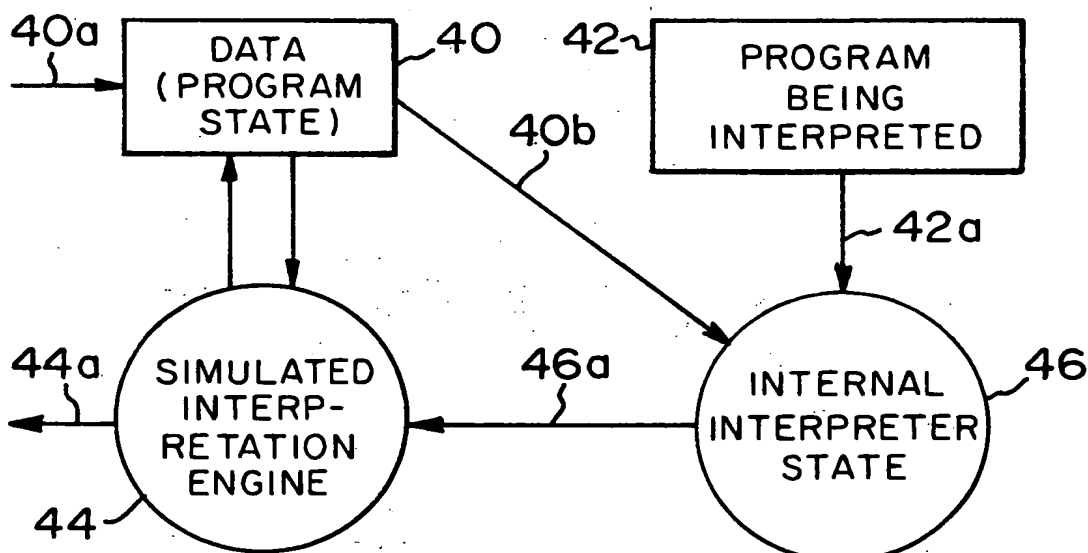 40a
DATA
(PROGRAM
STATE)
40
42
PROGRAM
BEING
INTERPRETED
40b
42a
44a
SIMULATED
INTERP-
RETATION
ENGINE
44
46a
INTERNAL
INTERPRETER
STATE
46